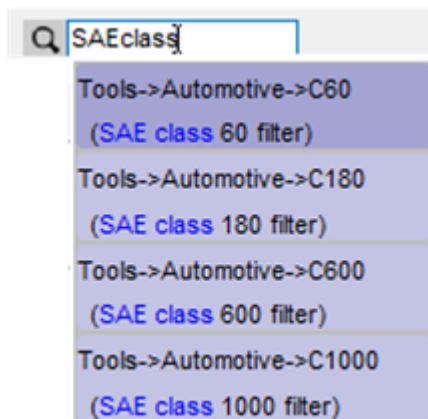 SAEclass
Tools->Automotive->C60
(SAE class 60 filter)
Tools->Automotive->C180
(SAE class 180 filter)
Tools->Automotive->C600
(SAE class 600 filter)
Tools->Automotive->C1000
(SAE class 1000 filter)